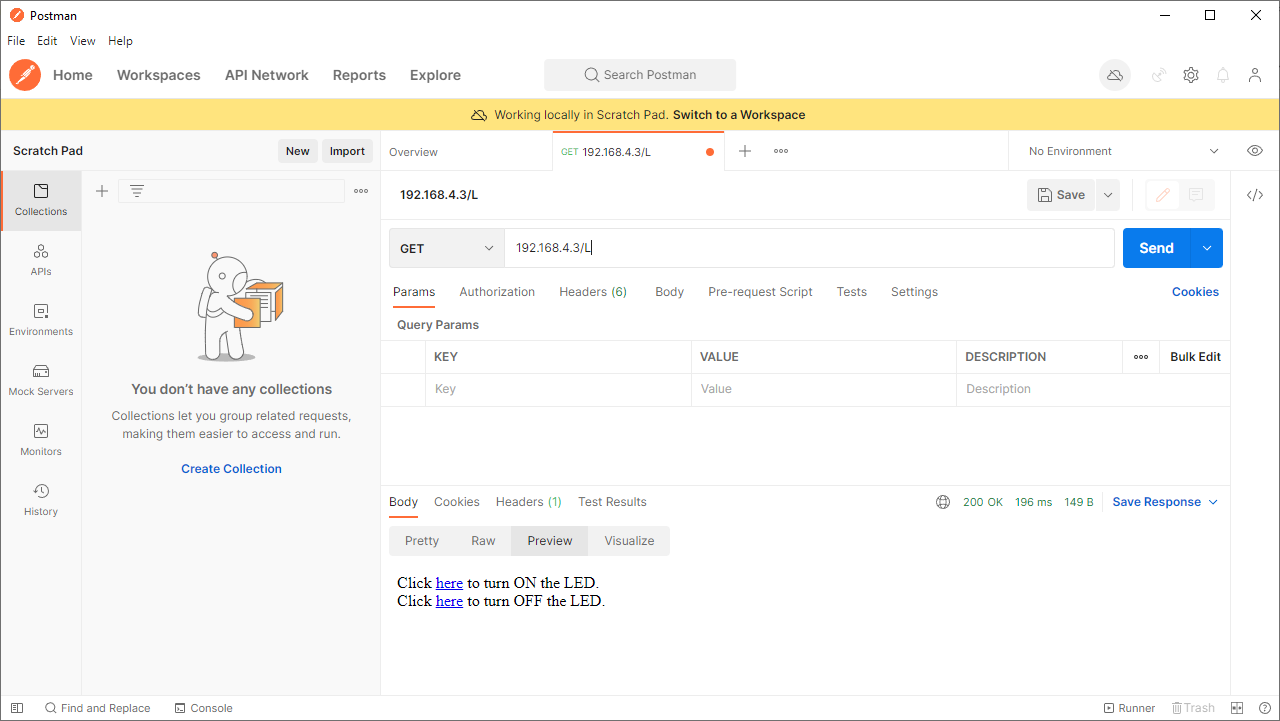 Postman
File Edit View Help
Home Workspaces API Network Reports Explore Search Postman
Working locally in Scratch Pad. Switch to a Workspace
Scratch Pad New Import
Overview GET 192.168.4.3/L No Environment
Collections
APIs
Environments
Mock Servers
Monitors
History
You don't have any collections
Collections let you group related requests,
making them easier to access and run.
Create Collection
192.168.4.3/L Save
GET 192.168.4.3/L Send
Params Authorization Headers (6) Body Pre-request Script Tests Settings Cookies
Query Params
KEY VALUE DESCRIPTION Bulk Edit
Key Value Description
Body Cookies Headers (1) Test Results 200 OK 196 ms 149 B Save Response
Pretty Raw Preview Visualize
Click here to turn ON the LED.
Click here to turn OFF the LED.
Find and Replace Console Runner Trash